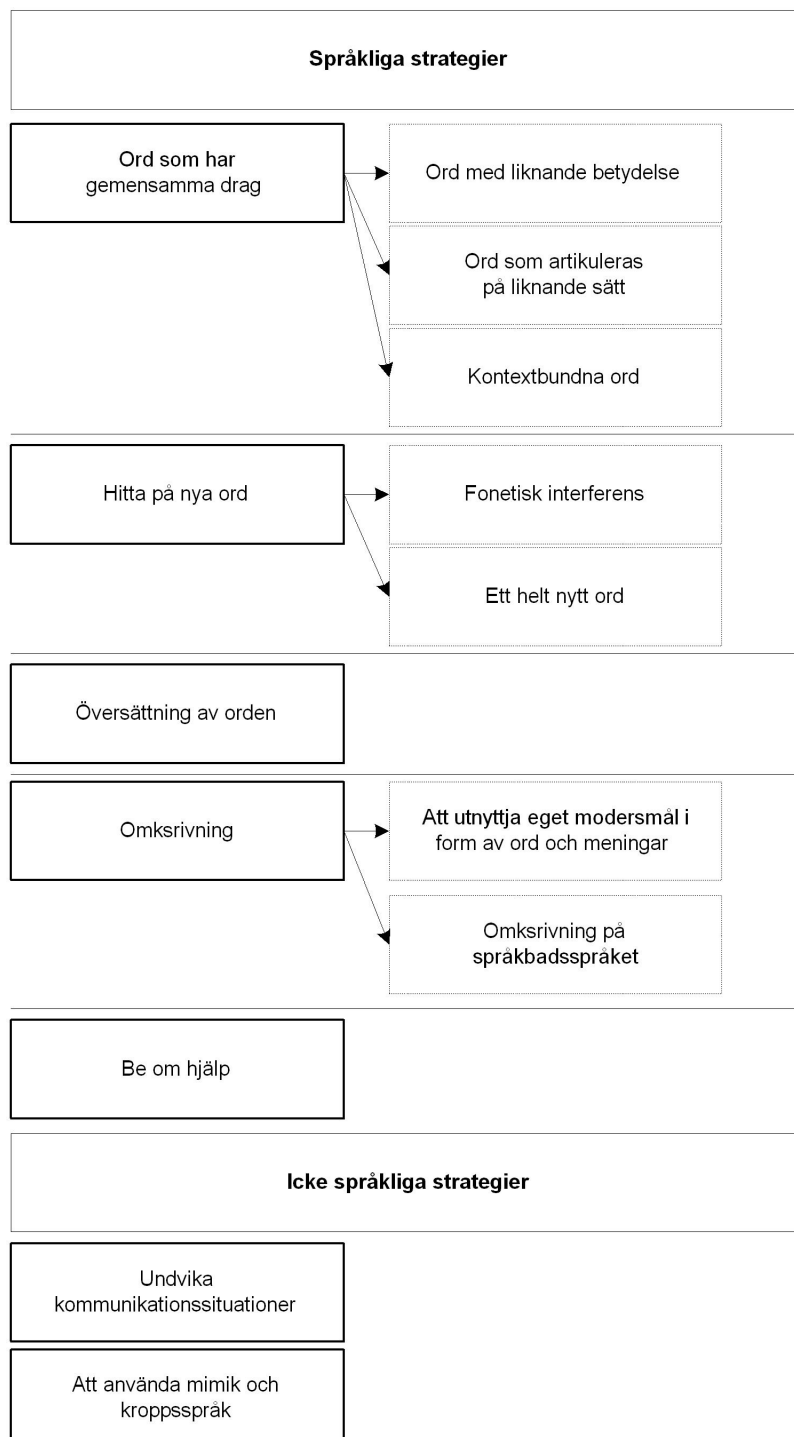 Språkliga strategier
Ord som har
gemensamma drag
Ord med liknande betydelse
Ord som artikuleras
på liknande sätt
Kontextbundna ord
Hitta på nya ord
Fonetisk interferens
Ett helt nytt ord
Översättning av orden
Omksrivning
Att utnyttja eget modersmål i
form av ord och meningar
Omksrivning på
språkbadsspråket
Be om hjälp
Icke språkliga strategier
Undvika
kommunikationssituationer
Att använda mimik och
kroppsspråk